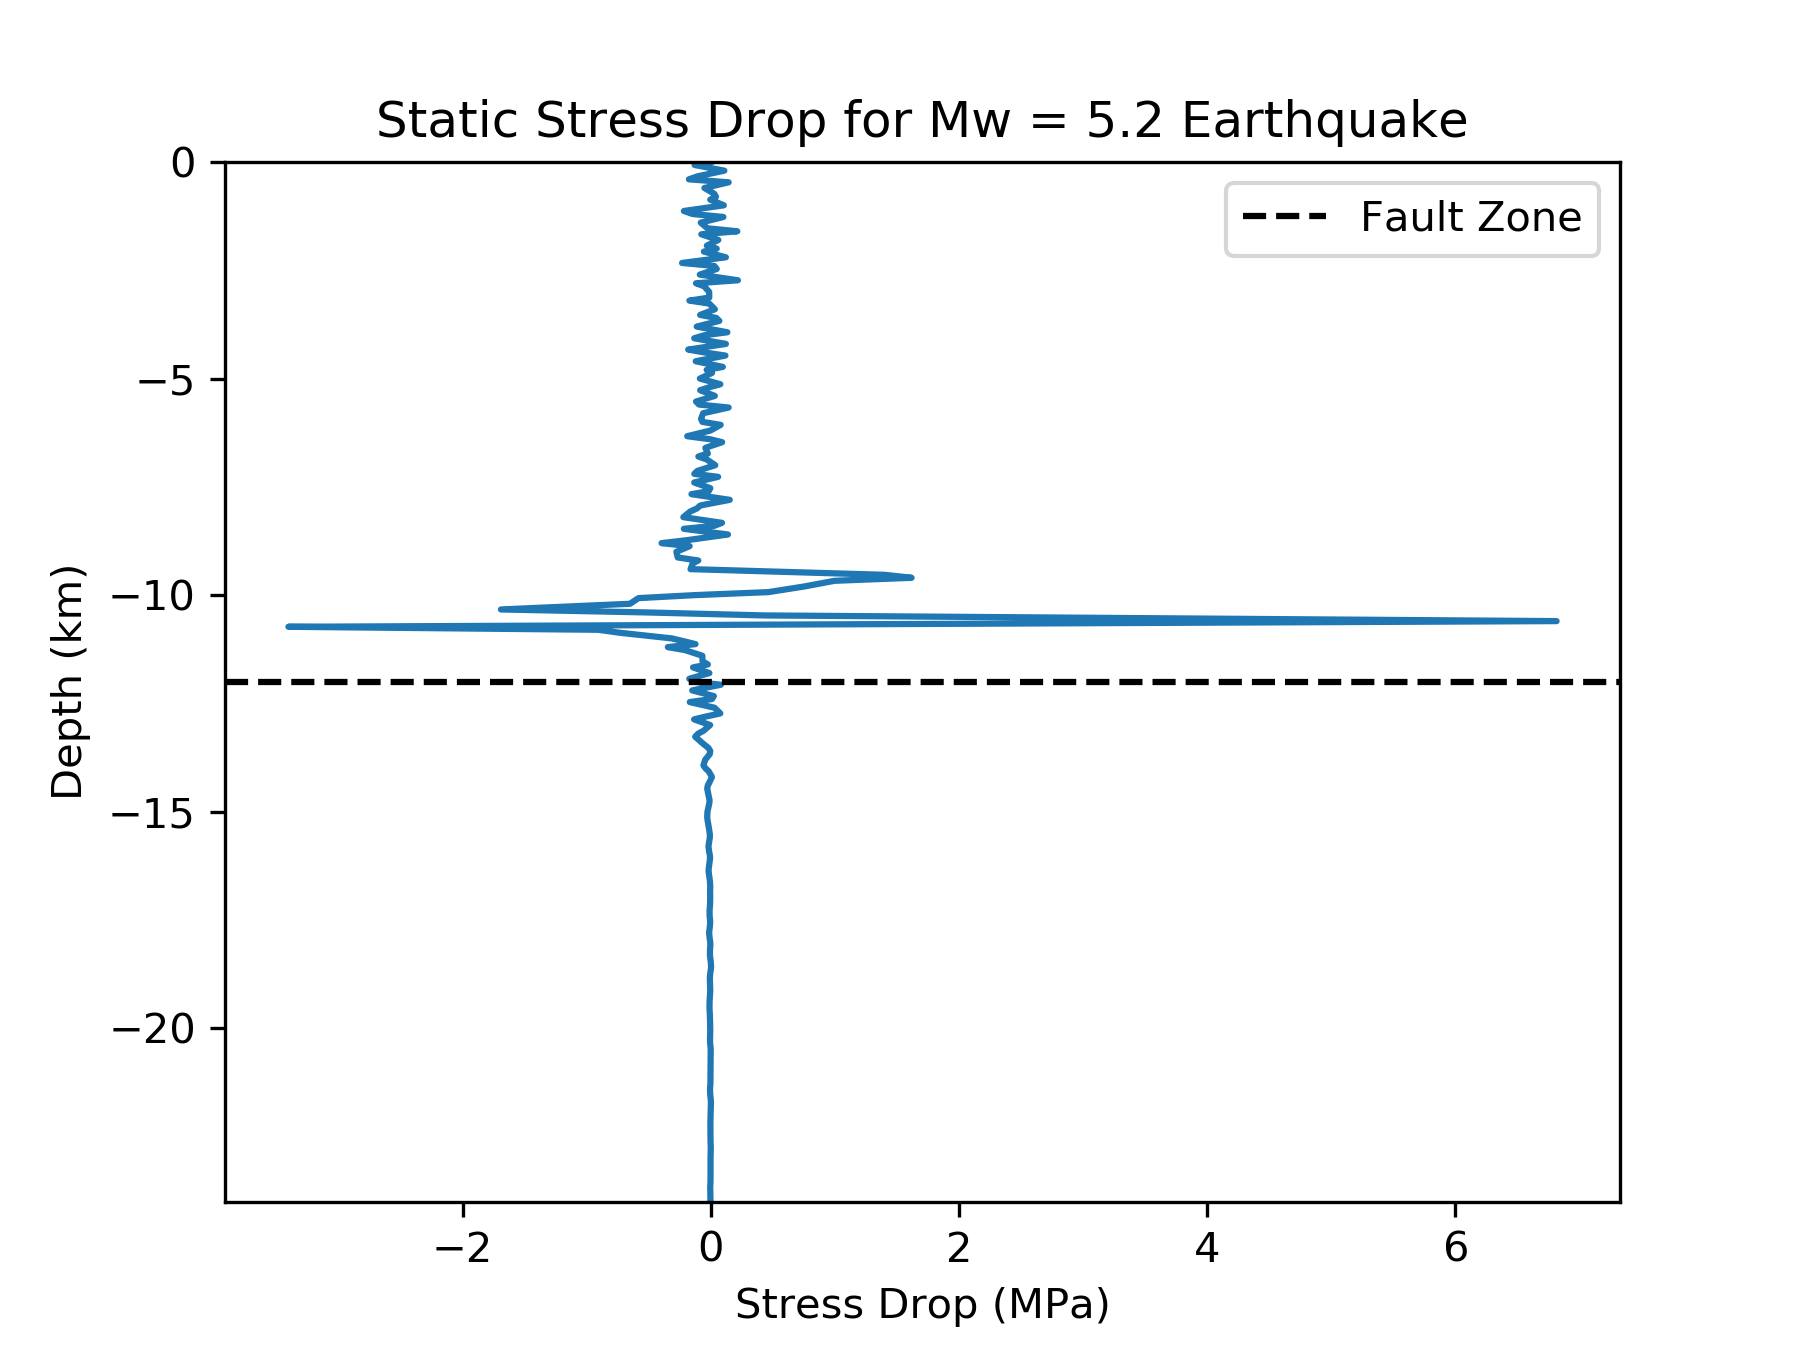 Static Stress Drop for Mw = 5.2 Earthquake
Fault Zone
0
−5
−10
−15
−20
Depth (km)
−2 0 2 4 6
Stress Drop (MPa)